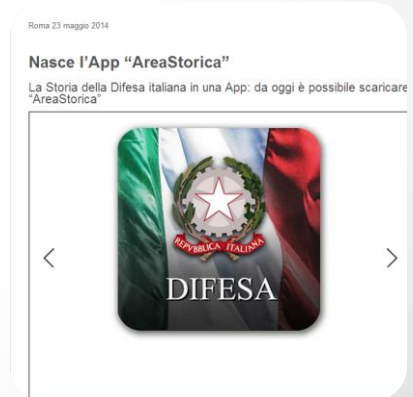 Roma 23 maggio 2014
Nasce l'App “AreaStorica”
La Storia della Difesa italiana in una App: da oggi è possibile scaricare
“AreaStorica”
REPVBBLICA ITALIANA
DIFESA